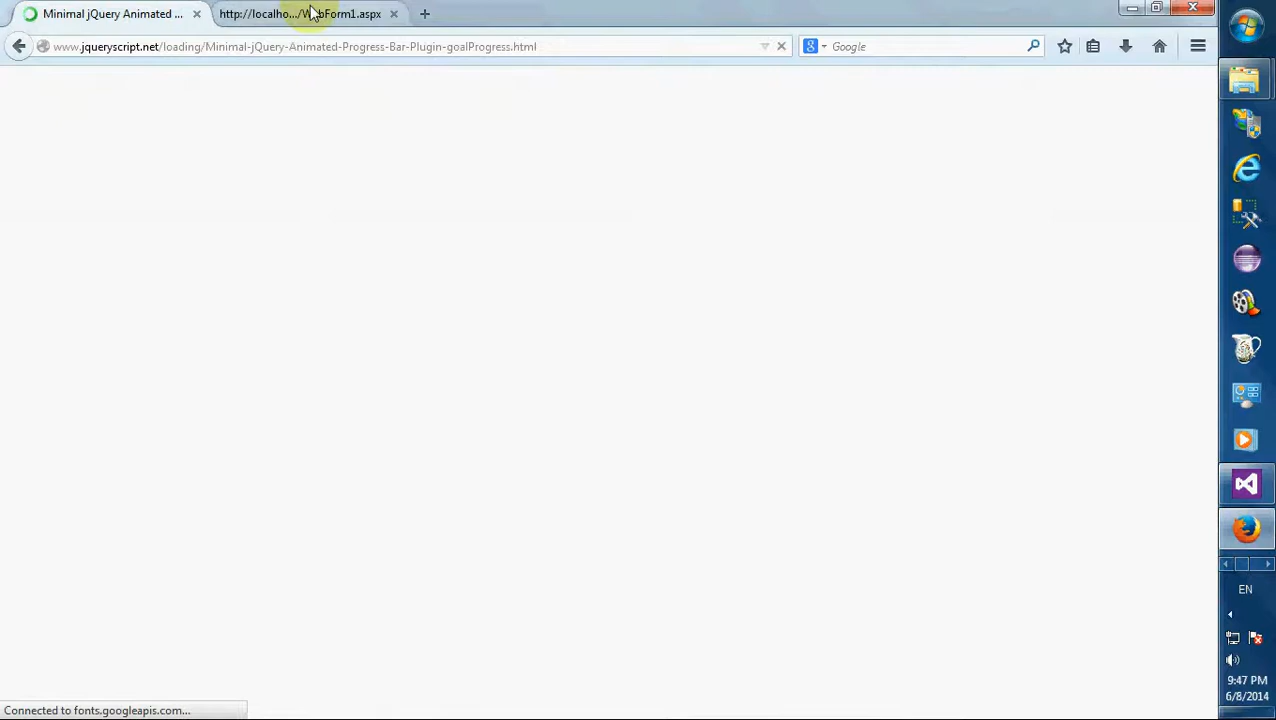 Minimal jQuery Animated ...
http://localho.../WebForm1.aspx
www.jqueryscript.net/loading/Minimal-jQuery-Animated-Progress-Bar-Plugin-goalProgress.html
Google
EN
9:47 PM
6/8/2014
Connected to fonts.googleapis.com...